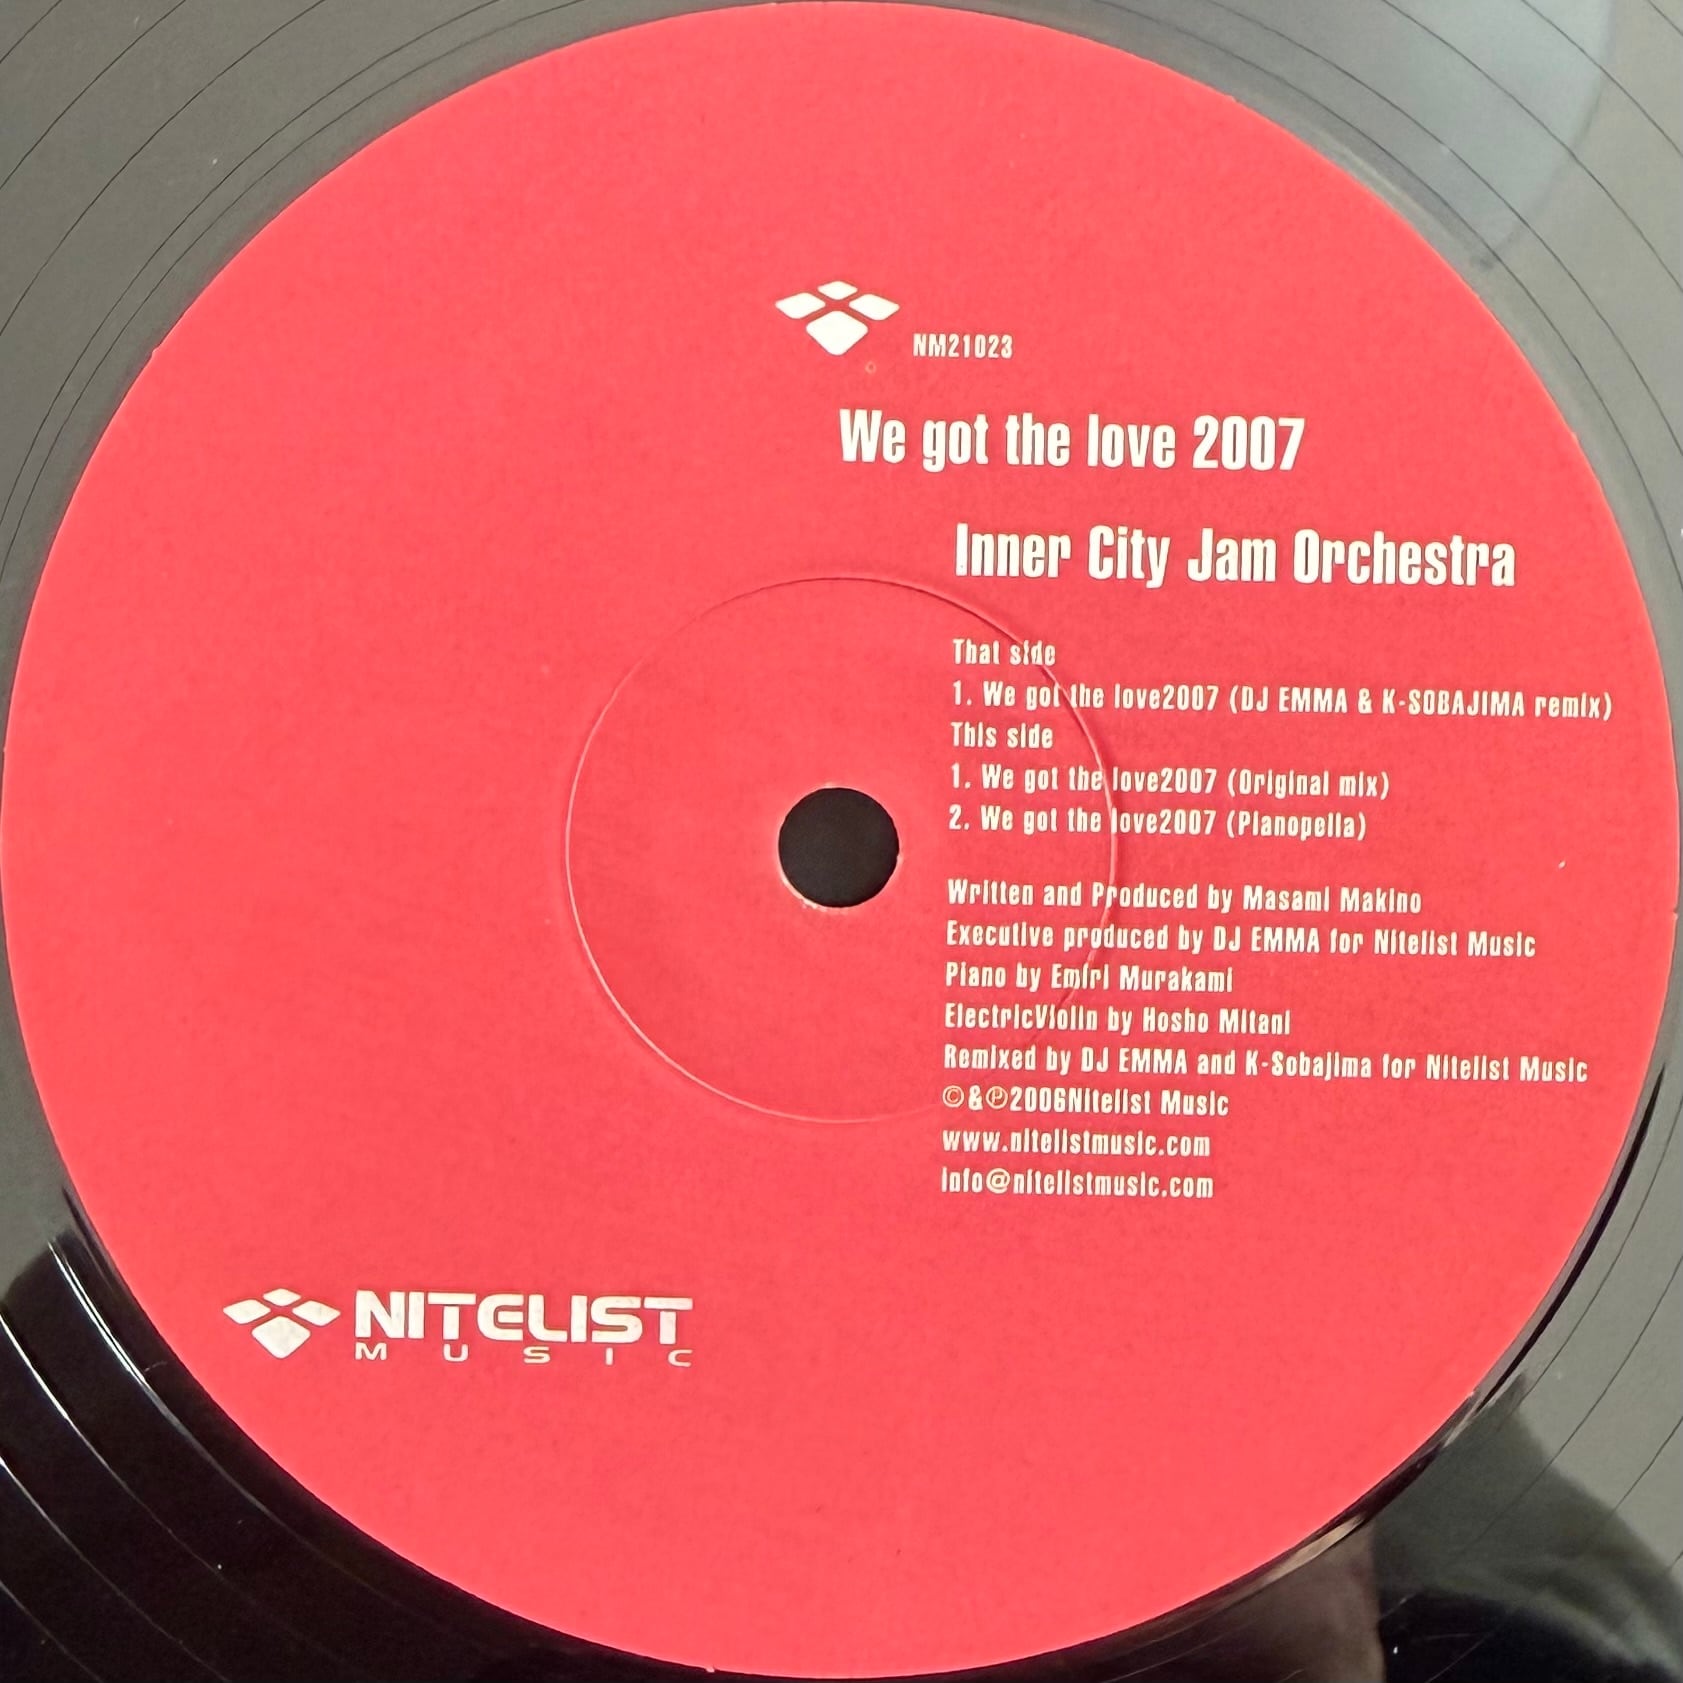 NM21023
We got the love 2007
Inner City Jam Orchestra
That side
1. We got the love2007 (DJ EMMA & K-SOBAJIMA remix)
This side
1. We got the love2007 (Original mix)
2. We got the love2007 (Pianopella)
Written and Produced by Masami Makino
Executive produced by DJ EMMA for Nitelist Music
Piano by Emiri Murakami
ElectricViolin by Hosho Mitani
Remixed by DJ EMMA and K-Sobajima for Nitelist Music
©&℗2006Nitelist Music
www.nitelistmusic.com
info@nitelistmusic.com
NITELIST
MUSIC